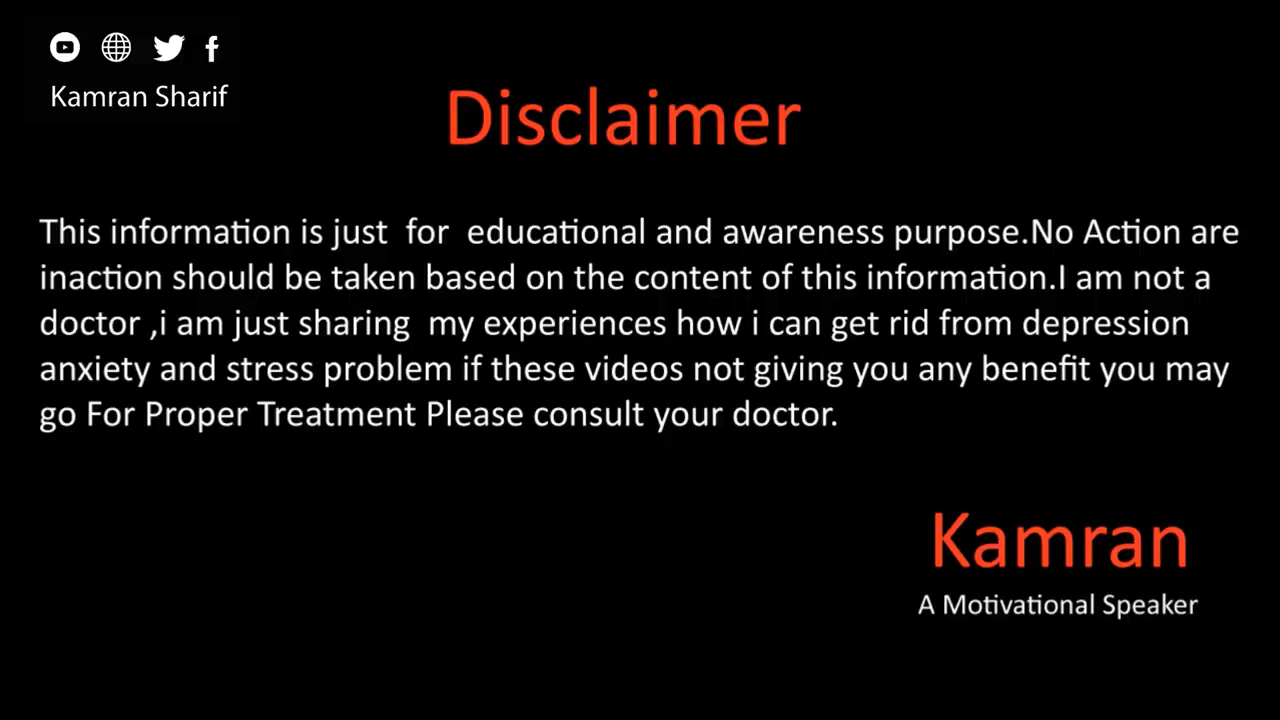 Kamran Sharif
Disclaimer
This information is just for educational and awareness purpose.No Action are
inaction should be taken based on the content of this information.I am not a
doctor ,i am just sharing my experiences how i can get rid from depression
anxiety and stress problem if these videos not giving you any benefit you may
go For Proper Treatment Please consult your doctor.
Kamran
A Motivational Speaker